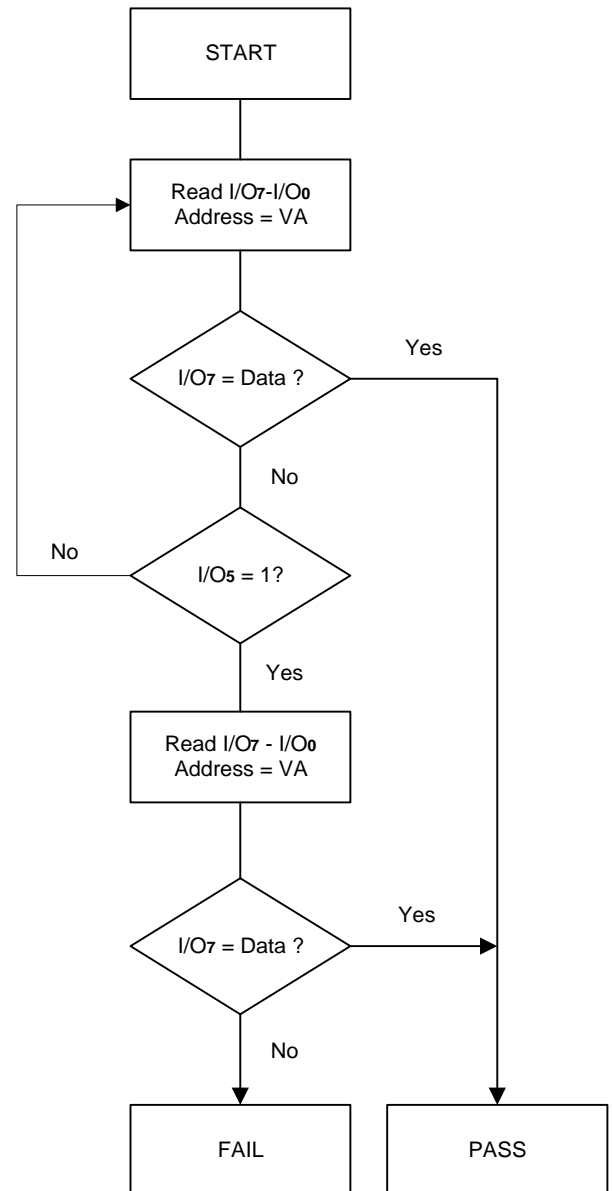 START
Read I/O7-I/O0
Address = VA
I/O7 = Data ?
Yes
No
I/O5 = 1?
No
Yes
Read I/O7 - I/O0
Address = VA
I/O7 = Data ?
Yes
No
FAIL
PASS